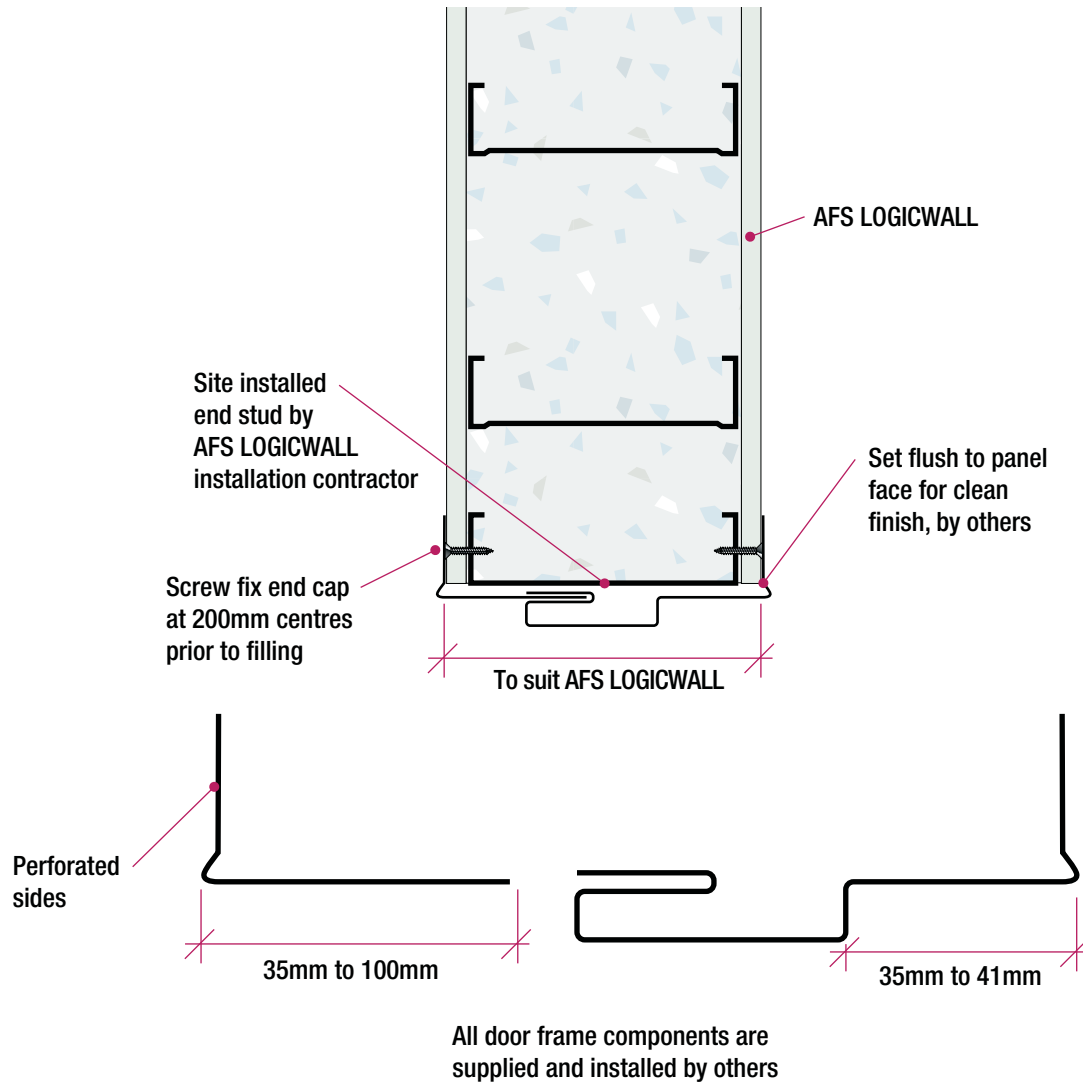 AFS LOGICWALL
Site installed
end stud by
AFS LOGICWALL
installation contractor
Set flush to panel
face for clean
finish, by others
Screw fix end cap
at 200mm centres
prior to filling
To suit AFS LOGICWALL
Perforated
sides
35mm to 100mm
35mm to 41mm
All door frame components are
supplied and installed by others